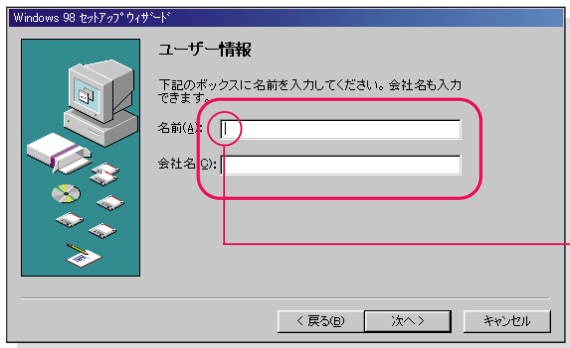 Windows 98 ｾｯﾄｱｯﾌﾟ ｳｨｻﾞｰﾄﾞ
ユーザー情報
下記のボックスに名前を入力してください。会社名も入力
できます。
名前(A):
会社名(C):
< 戻る(B)
次へ >
キャンセル